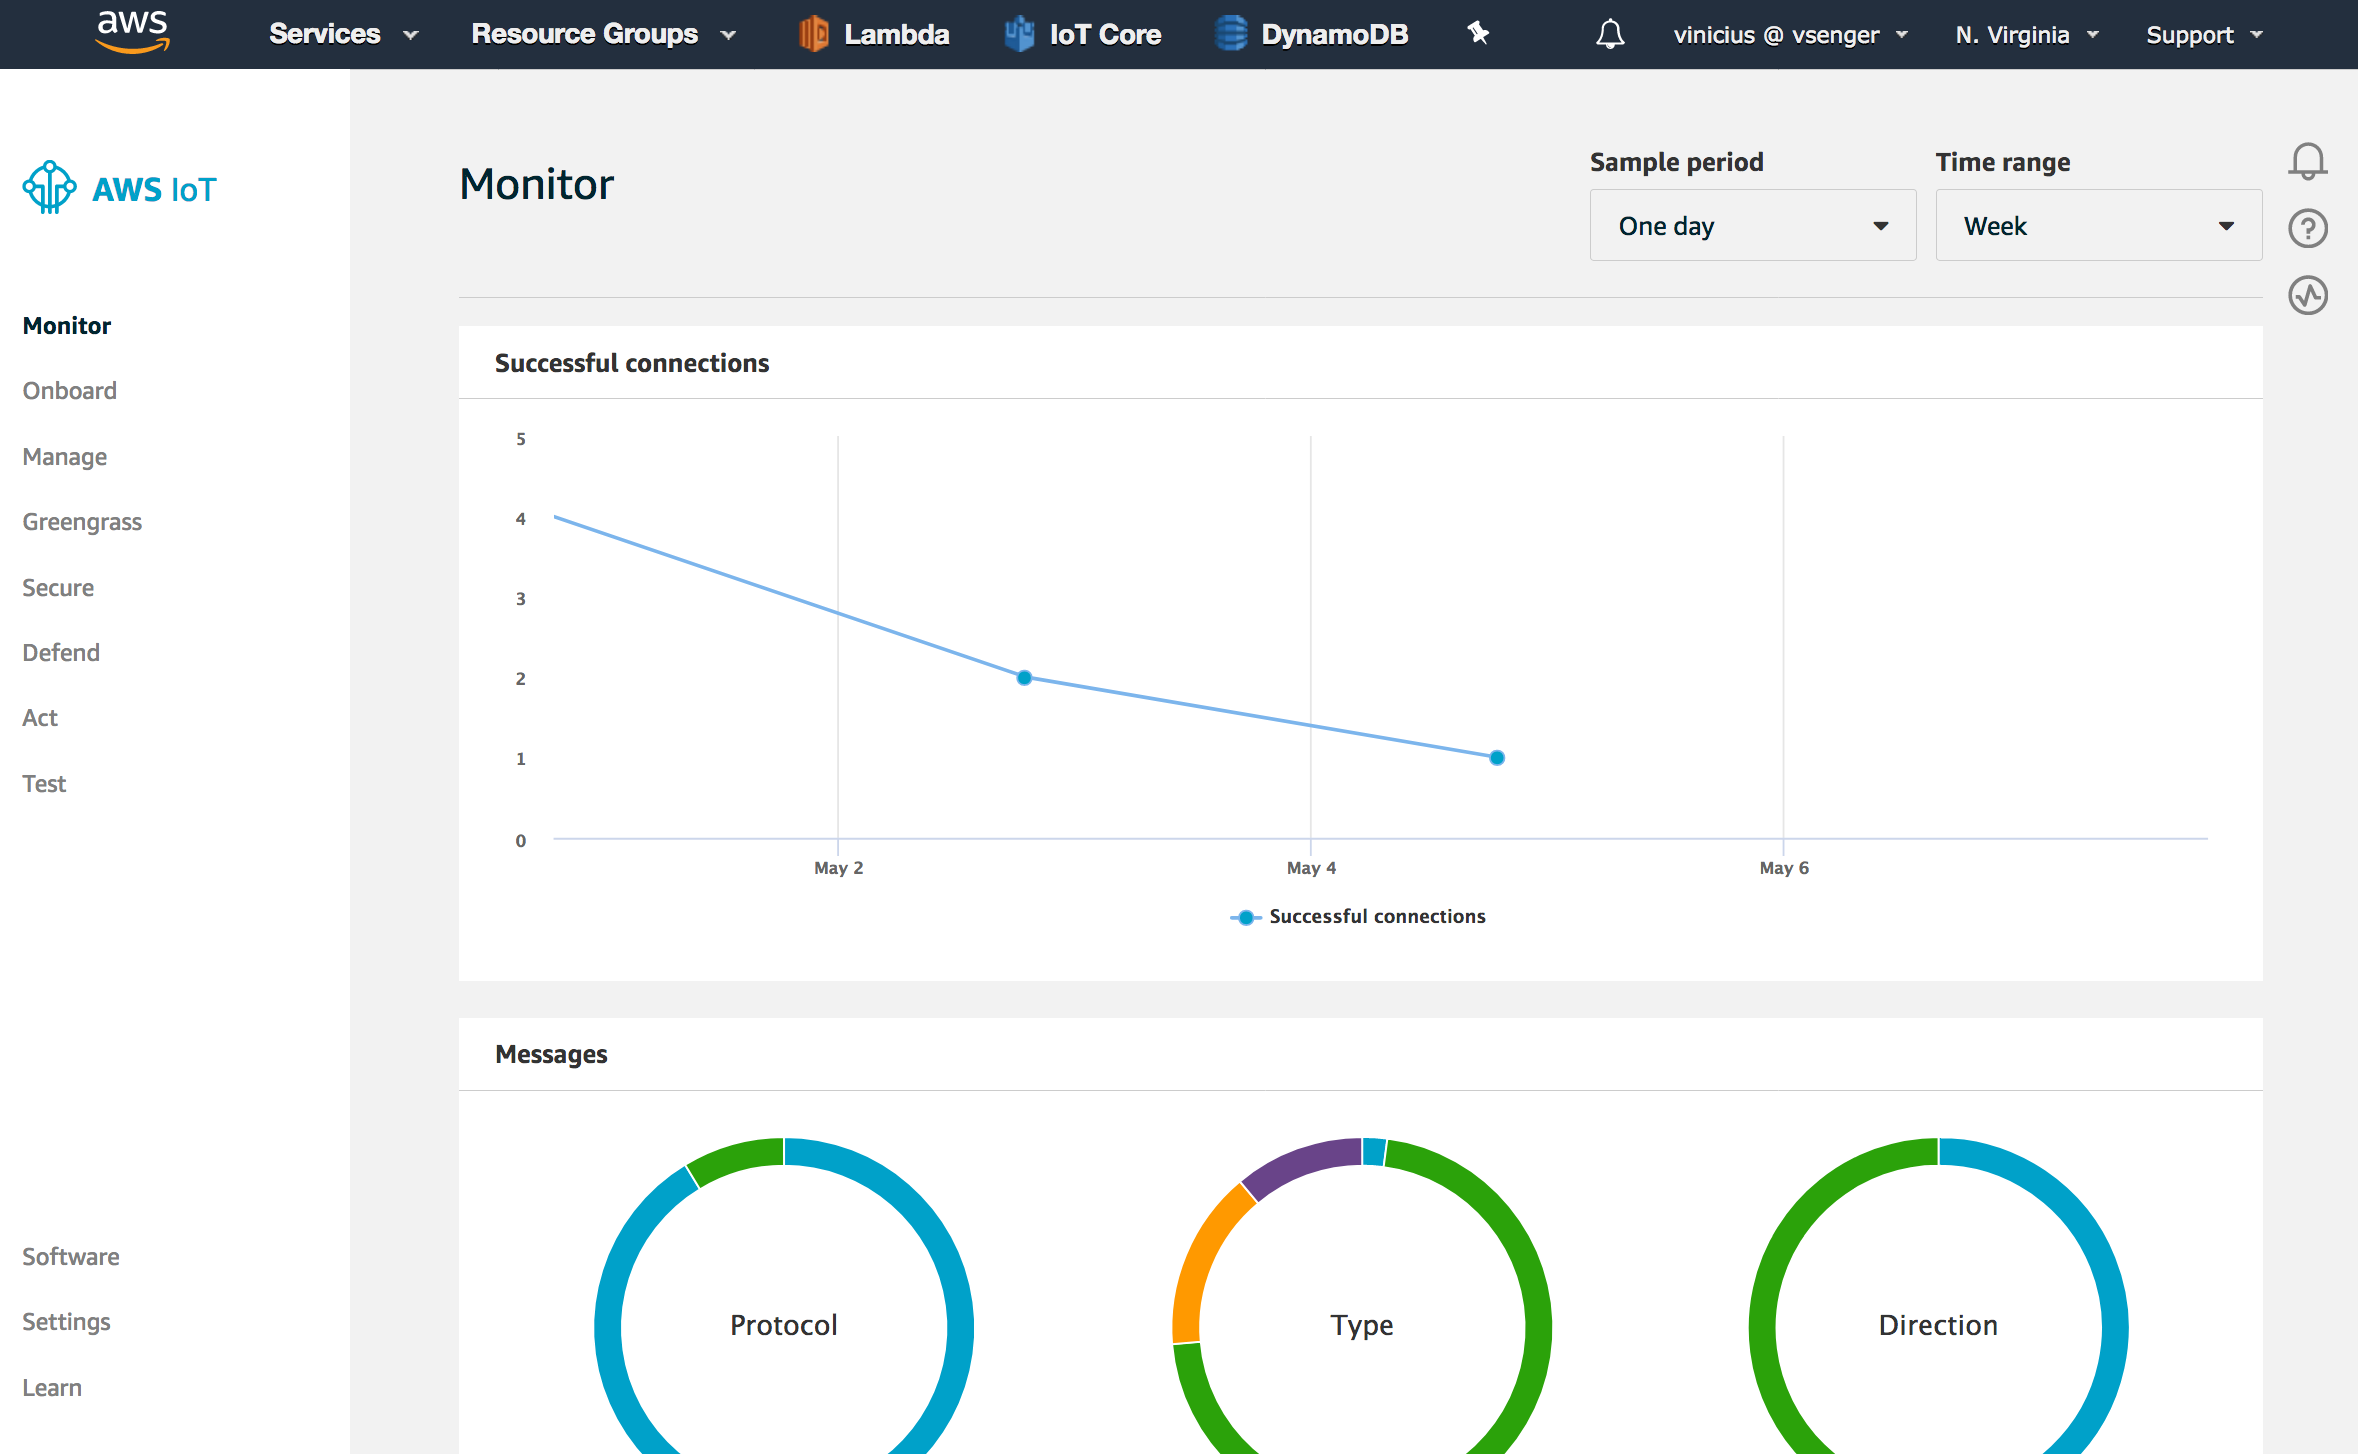 aws Services Resource Groups Lambda IoT Core DynamoDB vinicius @ vsenger N. Virginia Support
AWS IoT
Monitor
Onboard
Manage
Greengrass
Secure
Defend
Act
Test
Software
Settings
Learn
Monitor
Sample period
One day
Time range
Week
Successful connections
5
4
3
2
1
0
May 2 May 4 May 6
Successful connections
Messages
Protocol Type Direction